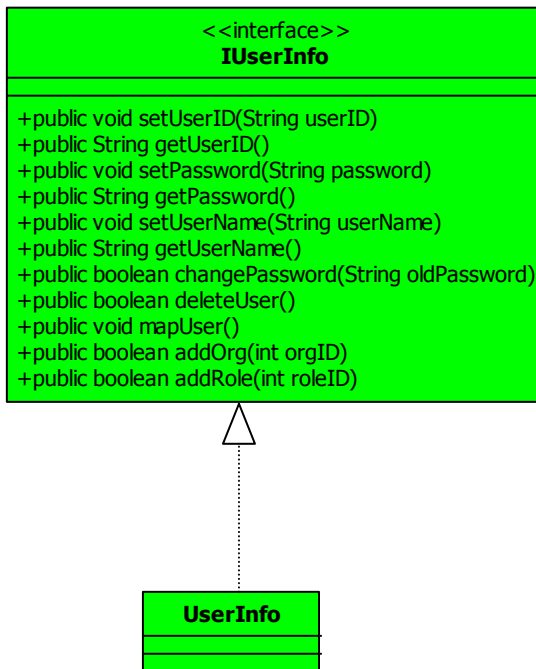 <<interface>>
IUserInfo
+public void setUserID(String userID)
+public String getUserID()
+public void setPassword(String password)
+public String getPassword()
+public void setUserName(String userName)
+public String getUserName()
+public boolean changePassword(String oldPassword)
+public boolean deleteUser()
+public void mapUser()
+public boolean addOrg(int orgID)
+public boolean addRole(int roleID)
UserInfo